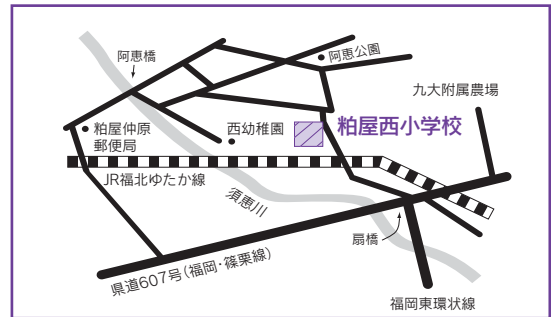 阿恵橋
阿恵公園
九大附属農場
粕屋仲原
郵便局
西幼稚園
粕屋西小学校
JR福北ゆたか線
須恵川
扇橋
県道607号(福岡・篠栗線)
福岡東環状線